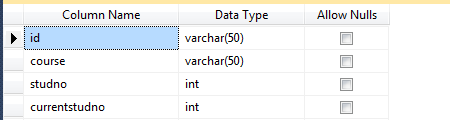 Column Name Data Type Allow Nulls
id varchar(50)
course varchar(50)
studno int
currentstudno int